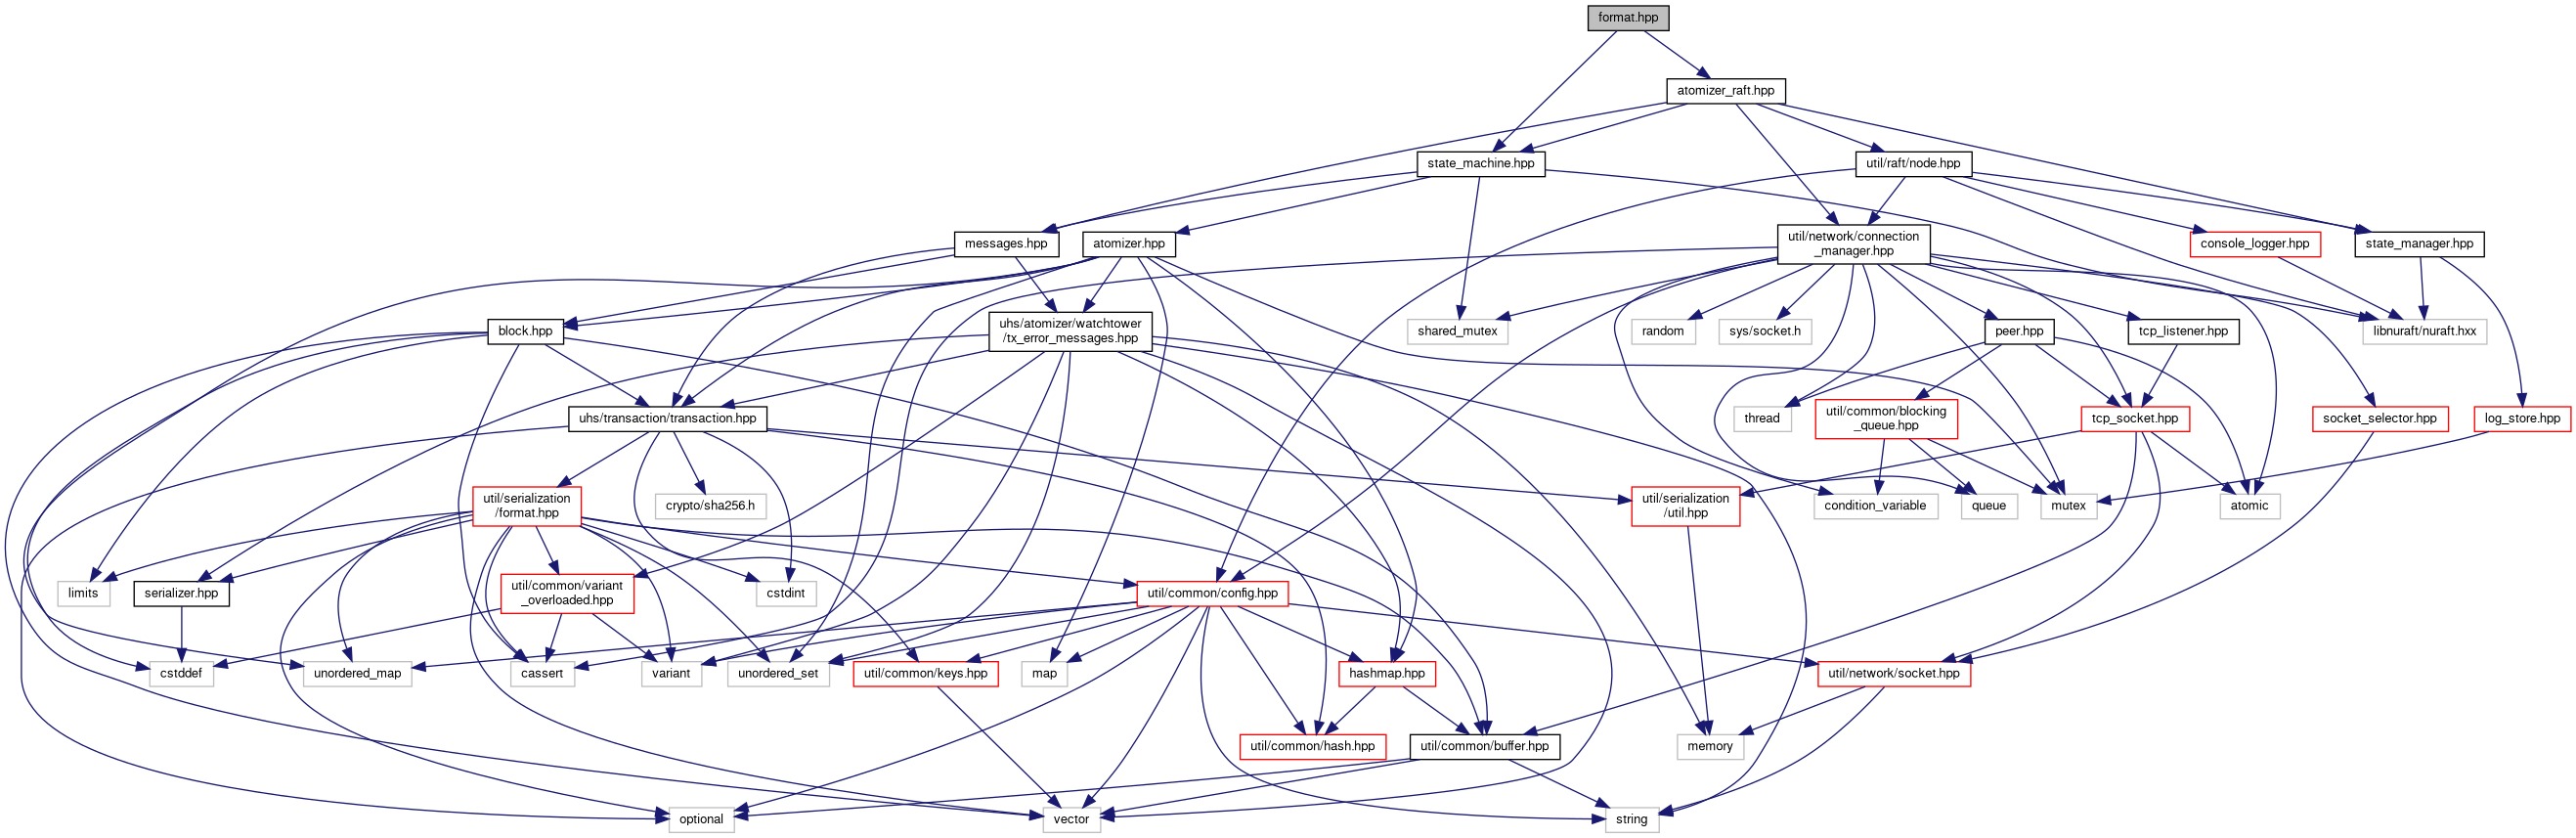 format.hpp
atomizer_raft.hpp
state_machine.hpp
util/raft/node.hpp
messages.hpp
atomizer.hpp
util/network/connection
_manager.hpp
console_logger.hpp
state_manager.hpp
block.hpp
uhs/atomizer/watchtower
/tx_error_messages.hpp
shared_mutex
random
sys/socket.h
peer.hpp
tcp_listener.hpp
libnuraft/nuraft.hxx
uhs/transaction/transaction.hpp
thread
util/common/blocking
_queue.hpp
tcp_socket.hpp
socket_selector.hpp
log_store.hpp
util/serialization
/format.hpp
crypto/sha256.h
util/serialization
/util.hpp
condition_variable
queue
mutex
atomic
limits
serializer.hpp
util/common/variant
_overloaded.hpp
cstdint
util/common/config.hpp
cstddef
unordered_map
cassert
variant
unordered_set
util/common/keys.hpp
map
hashmap.hpp
util/network/socket.hpp
util/common/hash.hpp
util/common/buffer.hpp
memory
optional
vector
string